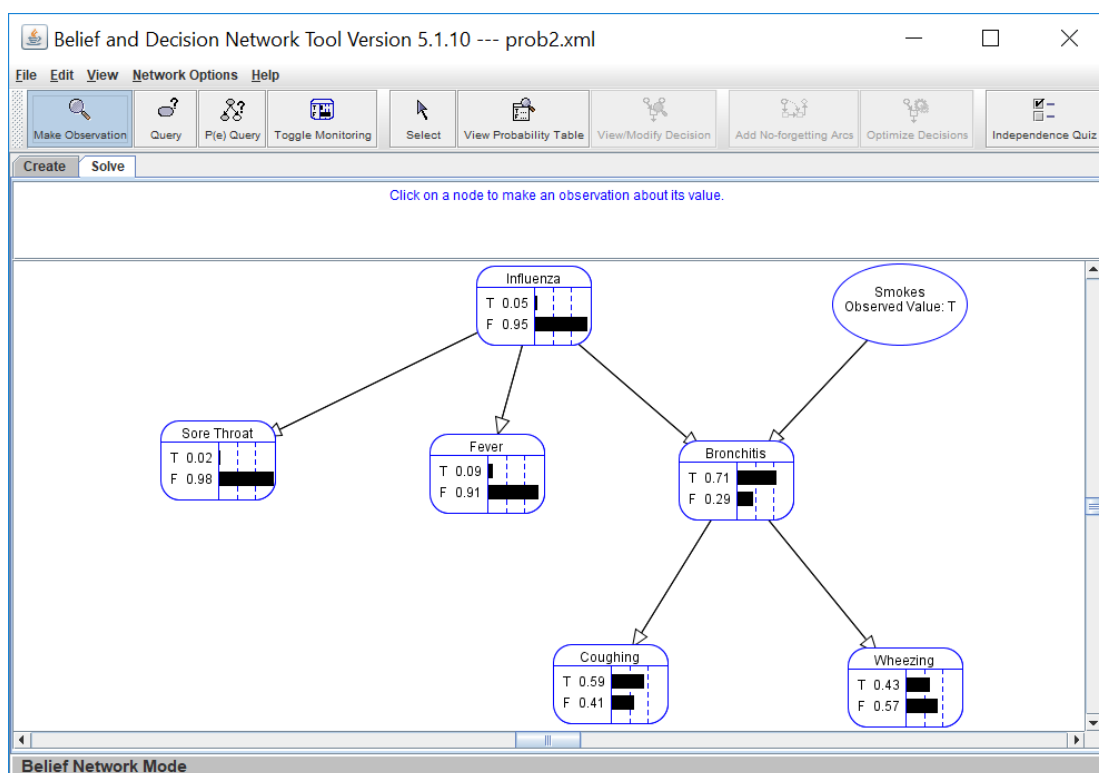 Belief and Decision Network Tool Version 5.1.10 --- prob2.xml
File Edit View Network Options Help
Make Observation Query P(e) Query Toggle Monitoring Select View Probability Table View/Modify Decision Add No-forgetting Arcs Optimize Decisions Independence Quiz
Create Solve
Click on a node to make an observation about its value.
Influenza
T 0.05
F 0.95
Smokes
Observed Value: T
Sore Throat
T 0.02
F 0.98
Fever
T 0.09
F 0.91
Bronchitis
T 0.71
F 0.29
Coughing
T 0.59
F 0.41
Wheezing
T 0.43
F 0.57
Belief Network Mode